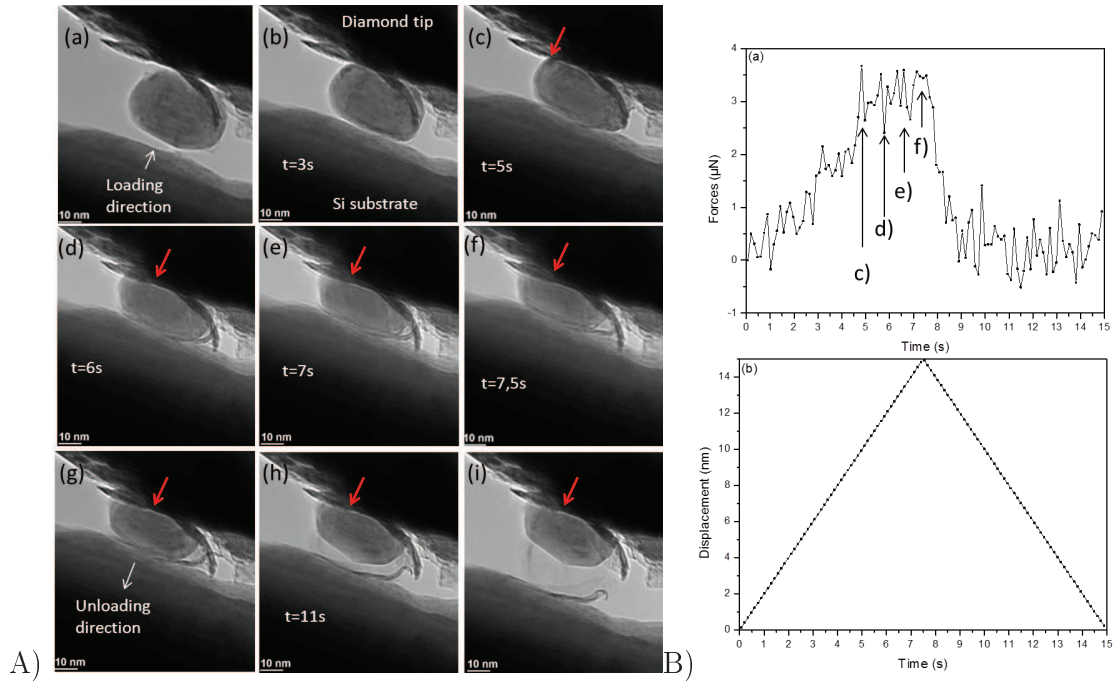 (a)
Loading
direction
10 nm
(b)
Diamond tip
t=3s
Si substrate
10 nm
(c)
t=5s
10 nm
(d)
t=6s
10 nm
(e)
t=7s
10 nm
(f)
t=7,5s
10 nm
(g)
Unloading
direction
10 nm
(h)
t=11s
10 nm
(i)
10 nm
A)
(a)
Forces (µN)
4
3
2
1
0
-1
c)
d)
e)
f)
0 1 2 3 4 5 6 7 8 9 10 11 12 13 14 15
Time (s)
(b)
Displacement (nm)
14
12
10
8
6
4
2
0
0 1 2 3 4 5 6 7 8 9 10 11 12 13 14 15
Time (s)
B)